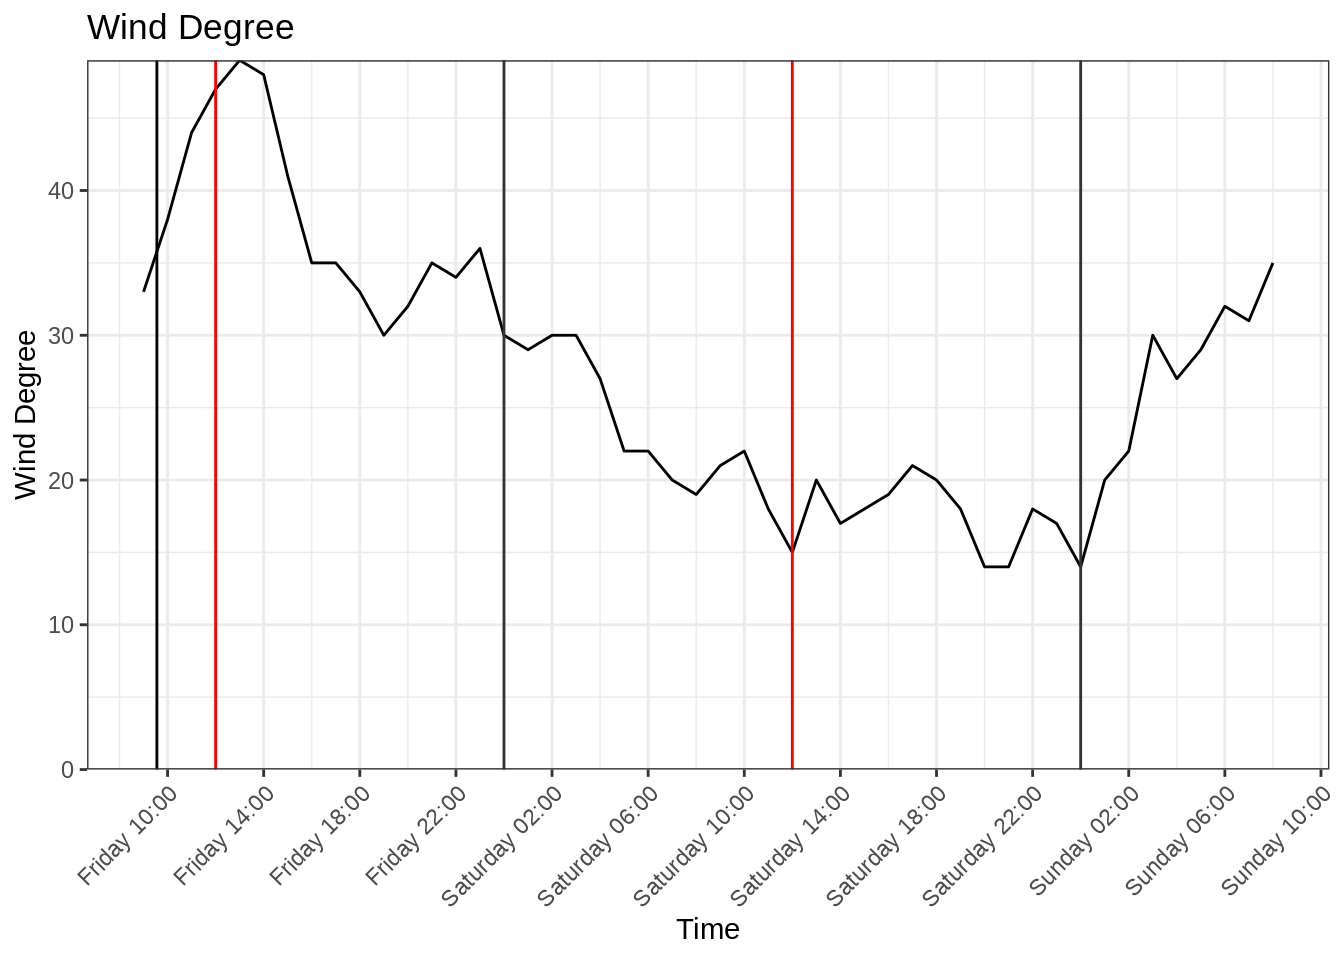 Wind Degree
Wind Degree
40
30
20
10
0
Friday 10:00
Friday 14:00
Friday 18:00
Friday 22:00
Saturday 02:00
Saturday 06:00
Saturday 10:00
Saturday 14:00
Saturday 18:00
Saturday 22:00
Sunday 02:00
Sunday 06:00
Sunday 10:00
Time